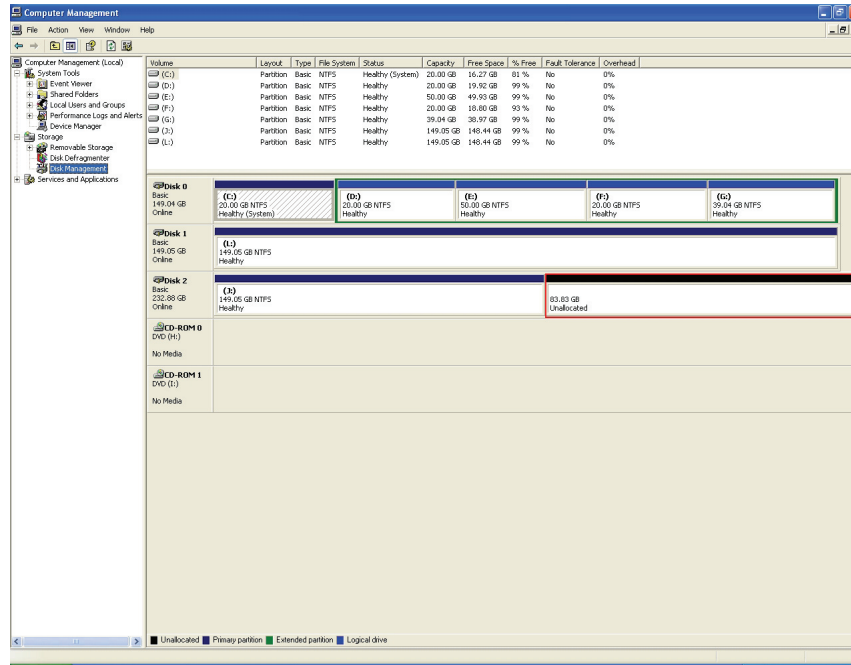 Computer Management
File Action View Window Help
Computer Management (Local)
System Tools
Event Viewer
Shared Folders
Local Users and Groups
Performance Logs and Alerts
Device Manager
Storage
Removable Storage
Disk Defragmenter
Disk Management
Services and Applications
Volume Layout Type File System Status Capacity Free Space % Free Fault Tolerance Overhead
(C:) Partition Basic NTFS Healthy (System) 20.00 GB 16.27 GB 81 % No 0%
(D:) Partition Basic NTFS Healthy 20.00 GB 19.92 GB 99 % No 0%
(E:) Partition Basic NTFS Healthy 50.00 GB 49.93 GB 99 % No 0%
(F:) Partition Basic NTFS Healthy 20.00 GB 18.80 GB 93 % No 0%
(G:) Partition Basic NTFS Healthy 39.04 GB 38.97 GB 99 % No 0%
(J:) Partition Basic NTFS Healthy 149.05 GB 148.44 GB 99 % No 0%
(L:) Partition Basic NTFS Healthy 149.05 GB 148.44 GB 99 % No 0%
Disk 0
Basic
149.04 GB
Online
(C:)
20.00 GB NTFS
Healthy (System)
(D:)
20.00 GB NTFS
Healthy
(E:)
50.00 GB NTFS
Healthy
(F:)
20.00 GB NTFS
Healthy
(G:)
39.04 GB NTFS
Healthy
Disk 1
Basic
149.05 GB
Online
(L:)
149.05 GB NTFS
Healthy
Disk 2
Basic
232.88 GB
Online
(J:)
149.05 GB NTFS
Healthy
83.83 GB
Unallocated
CD-ROM 0
DVD (H:)
No Media
CD-ROM 1
DVD (I:)
No Media
Unallocated Primary partition Extended partition Logical drive